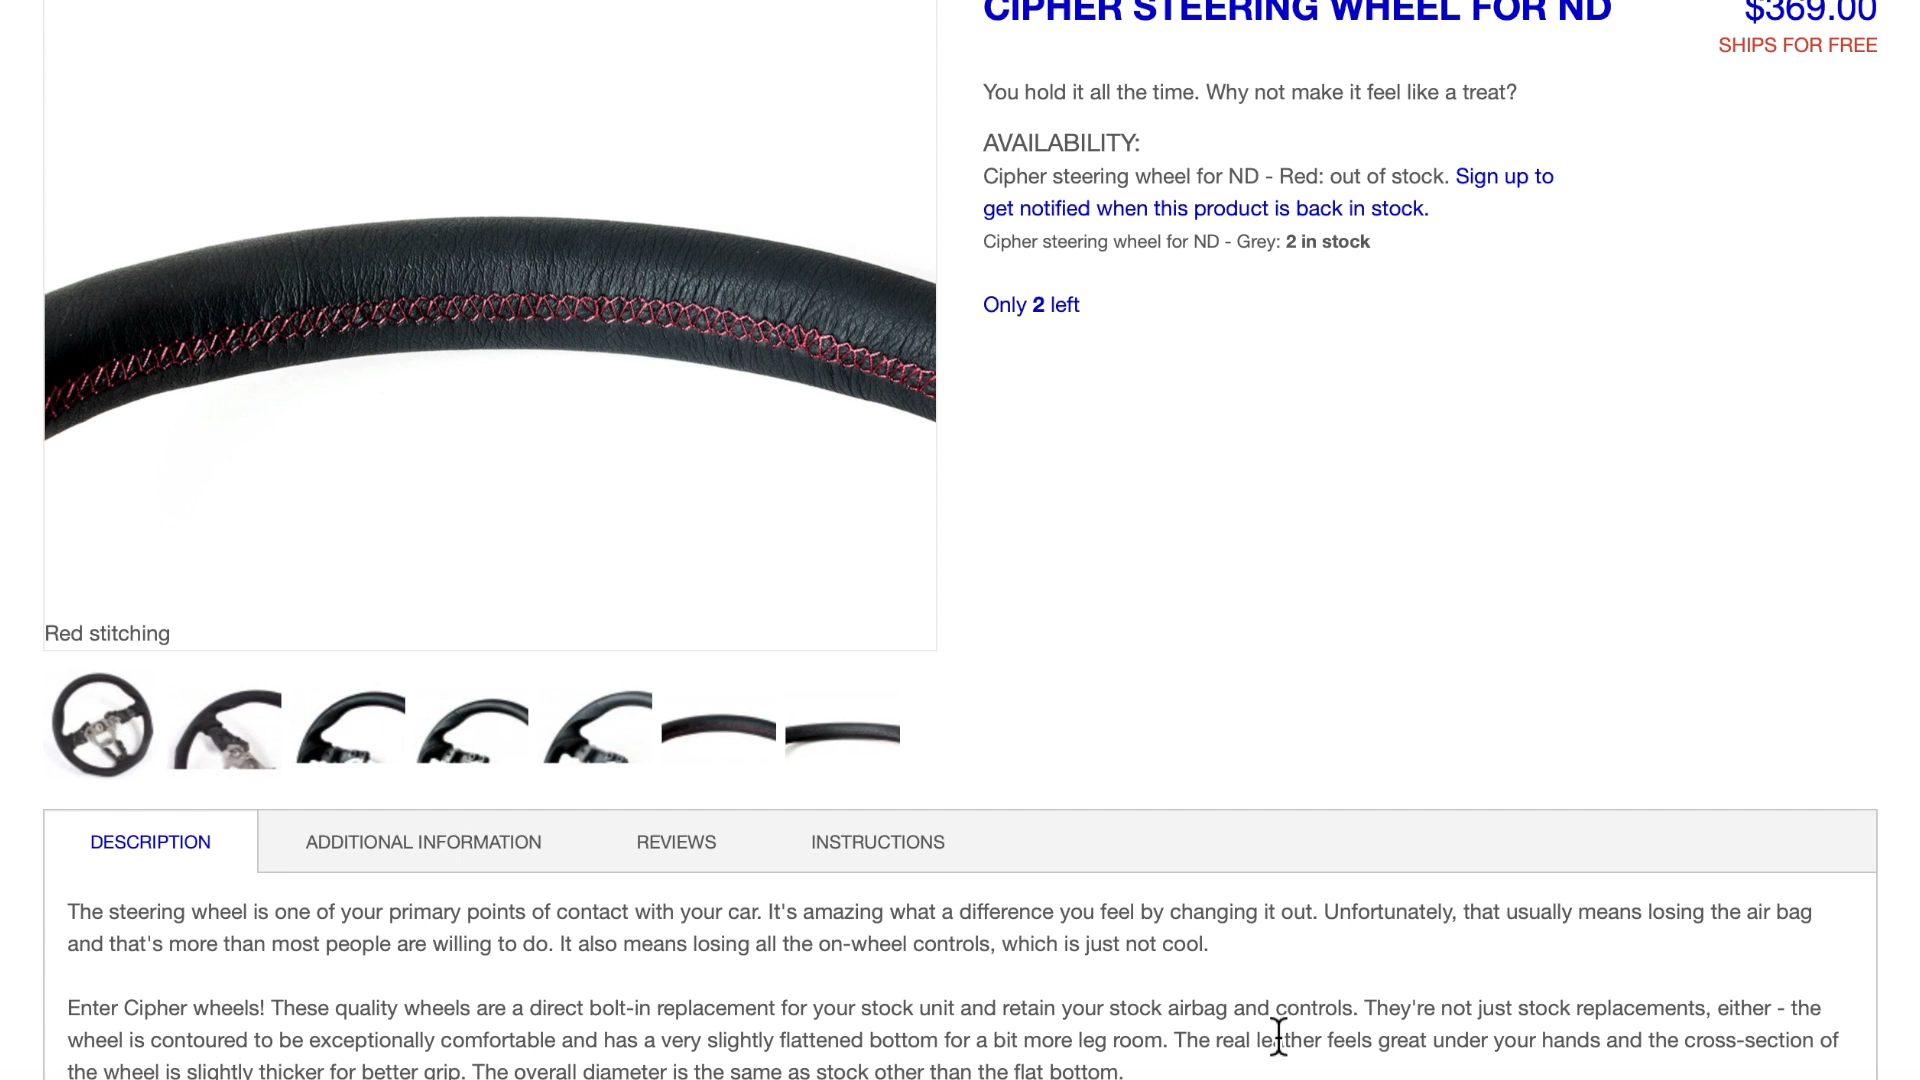 CIPHER STEERING WHEEL FOR ND
$369.00
SHIPS FOR FREE
You hold it all the time. Why not make it feel like a treat?
AVAILABILITY:
Cipher steering wheel for ND - Red: out of stock. Sign up to
get notified when this product is back in stock.
Cipher steering wheel for ND - Grey: 2 in stock
Only 2 left
Red stitching
DESCRIPTION
ADDITIONAL INFORMATION
REVIEWS
INSTRUCTIONS
The steering wheel is one of your primary points of contact with your car. It's amazing what a difference you feel by changing it out. Unfortunately, that usually means losing the air bag
and that's more than most people are willing to do. It also means losing all the on-wheel controls, which is just not cool.
Enter Cipher wheels! These quality wheels are a direct bolt-in replacement for your stock unit and retain your stock airbag and controls. They're not just stock replacements, either - the
wheel is contoured to be exceptionally comfortable and has a very slightly flattened bottom for a bit more leg room. The real leather feels great under your hands and the cross-section of
the wheel is slightly thicker for better grip. The overall diameter is the same as stock other than the flat bottom.